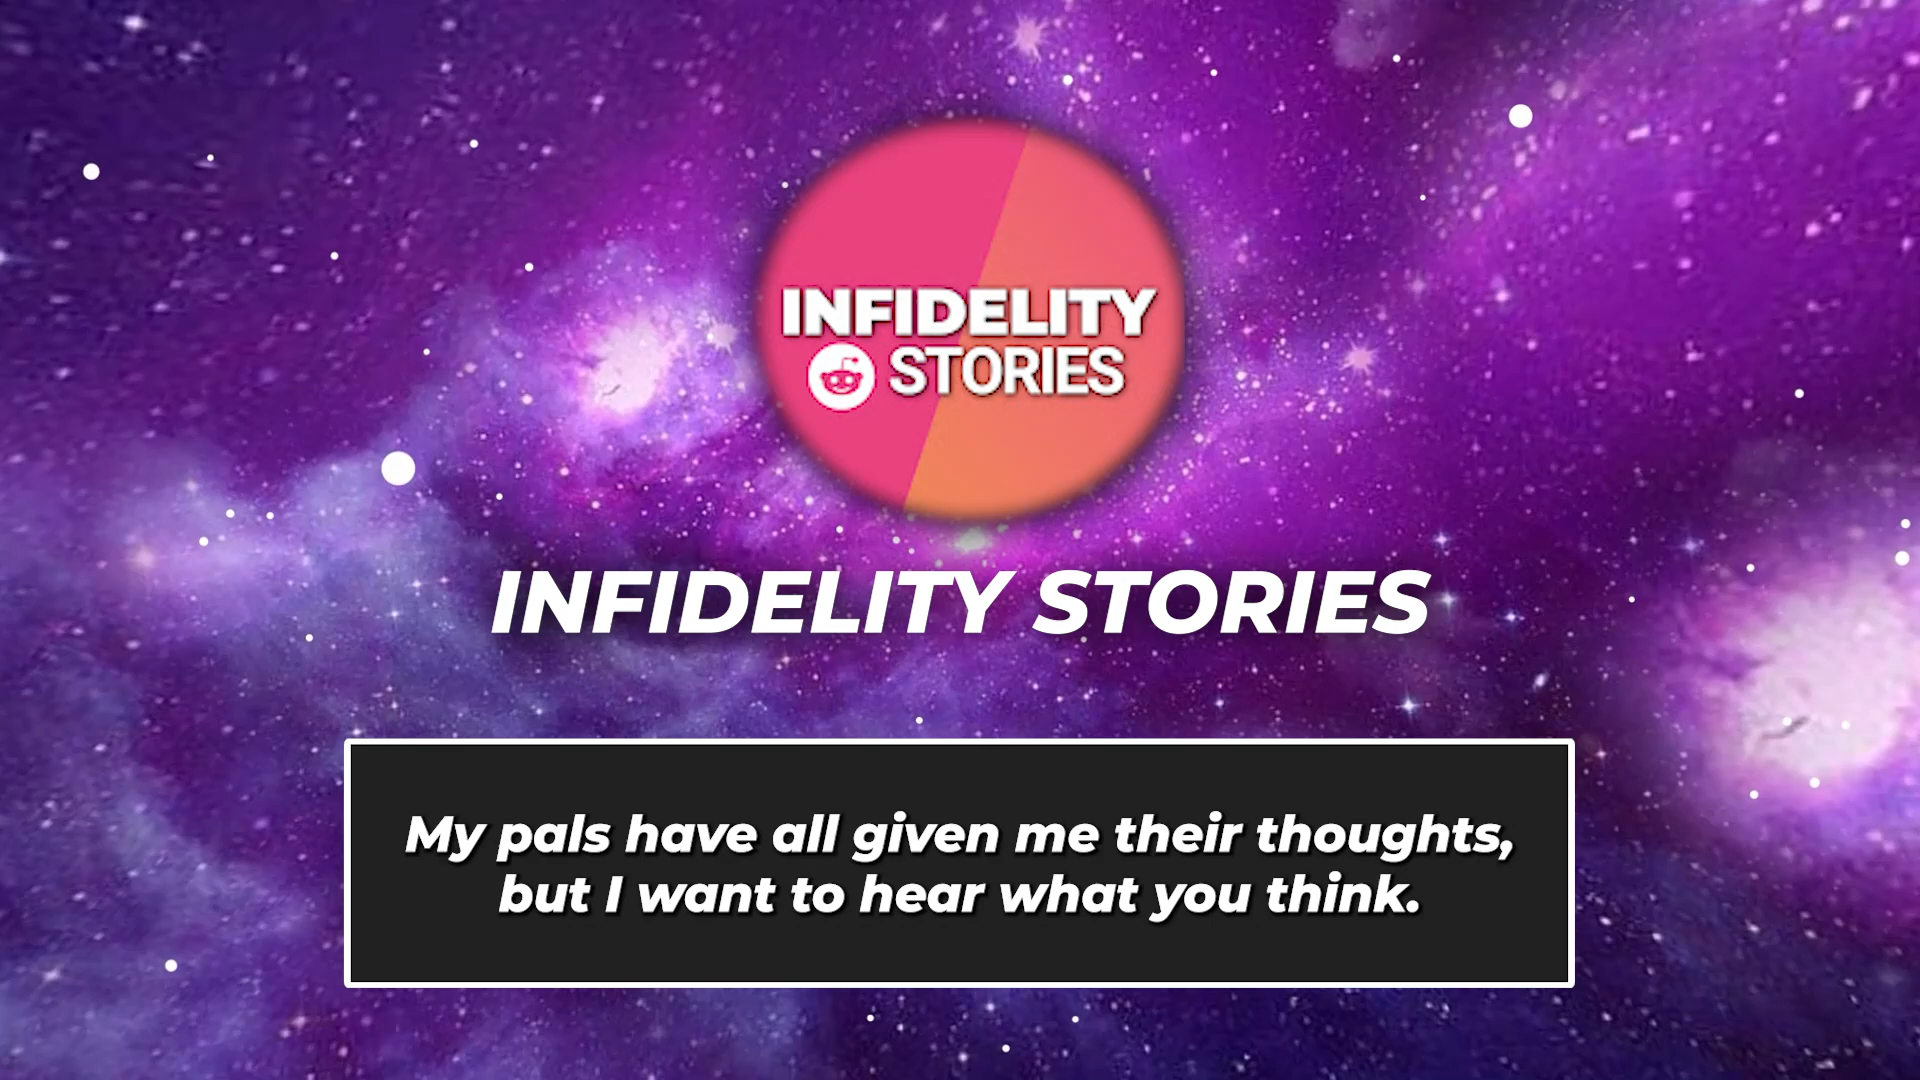 INFIDELITY
STORIES
INFIDELITY STORIES
My pals have all given me their thoughts,
but I want to hear what you think.